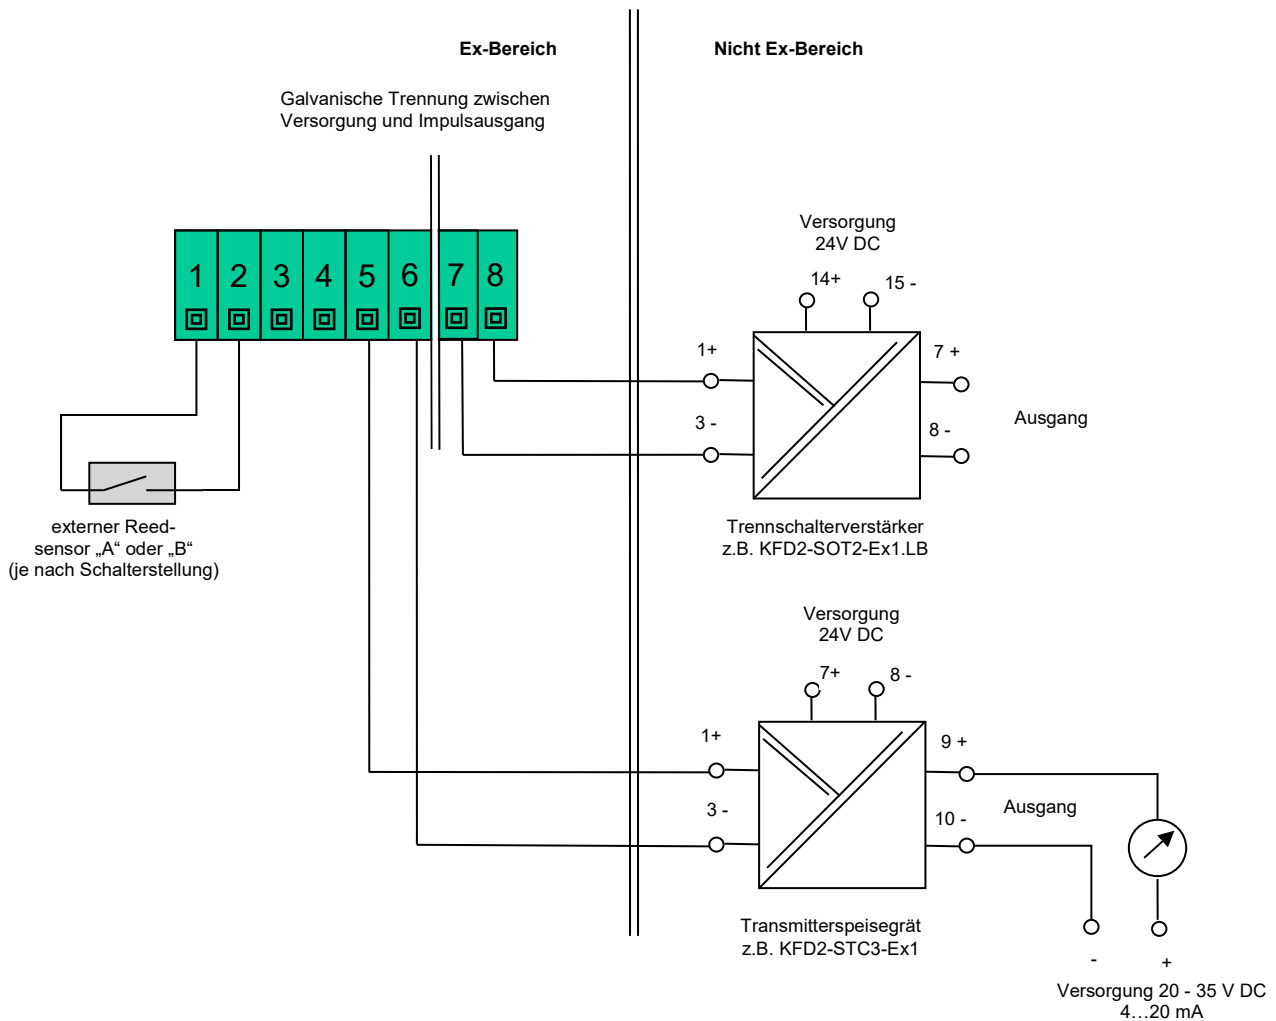 Ex-Bereich
Nicht Ex-Bereich
Galvanische Trennung zwischen
Versorgung und Impulsausgang
1 2 3 4 5 6 7 8
Versorgung
24V DC
14+
15 -
1+
7 +
3 -
8 -
Ausgang
Trennschalterverstärker
z.B. KFD2-SOT2-Ex1.LB
externer Reed-
sensor „A“ oder „B“
(je nach Schalterstellung)
Versorgung
24V DC
7+
8 -
1+
9 +
3 -
10 -
Ausgang
Transmitterspeisegrät
z.B. KFD2-STC3-Ex1
-
+
Versorgung 20 - 35 V DC
4…20 mA